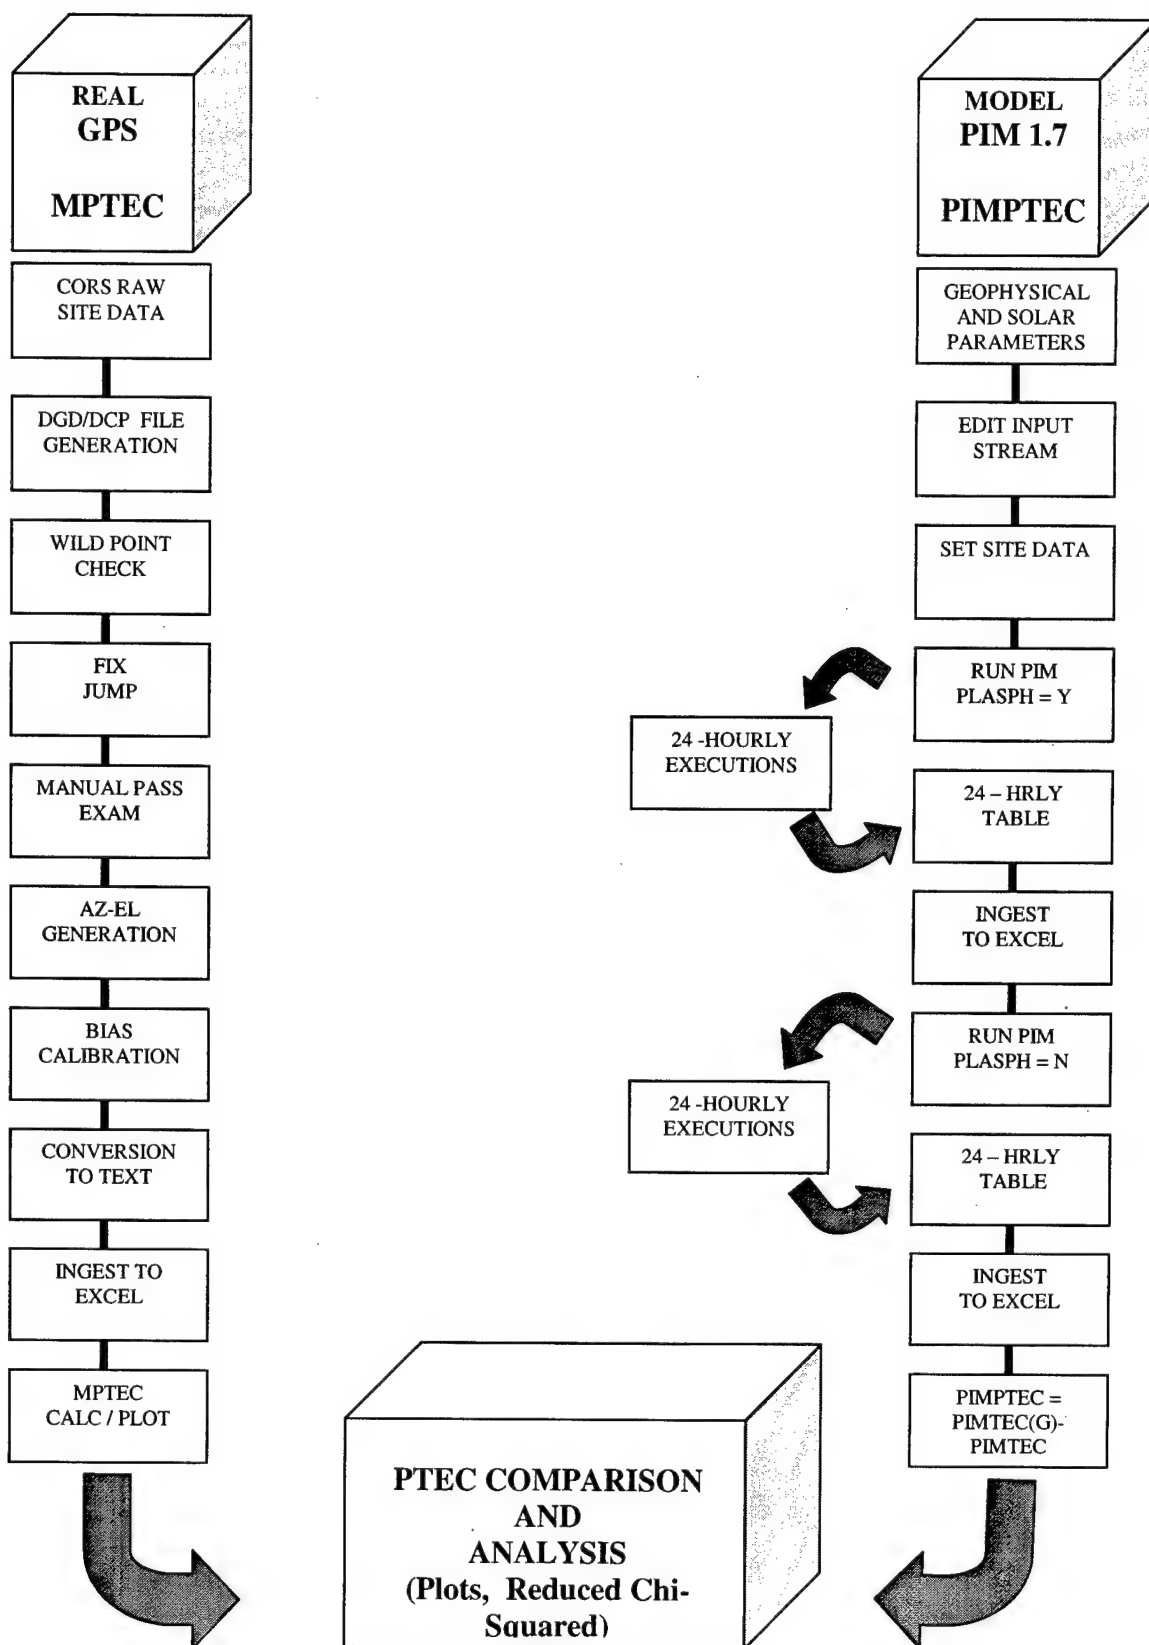 REAL
GPS
MPTEC
CORS RAW
SITE DATA
DGD/DCP FILE
GENERATION
WILD POINT
CHECK
FIX
JUMP
MANUAL PASS
EXAM
AZ-EL
GENERATION
BIAS
CALIBRATION
CONVERSION
TO TEXT
INGEST TO
EXCEL
MPTEC
CALC / PLOT
MODEL
PIM 1.7
PIMPTEC
GEOPHYSICAL
AND SOLAR
PARAMETERS
EDIT INPUT
STREAM
SET SITE DATA
RUN PIM
PLASPH = Y
24 -HOURLY
EXECUTIONS
24 – HRLY
TABLE
INGEST
TO EXCEL
RUN PIM
PLASPH = N
24 -HOURLY
EXECUTIONS
24 – HRLY
TABLE
INGEST
TO EXCEL
PIMPTEC =
PIMTEC(G)-
PIMTEC
PTEC COMPARISON
AND
ANALYSIS
(Plots, Reduced Chi-
Squared)